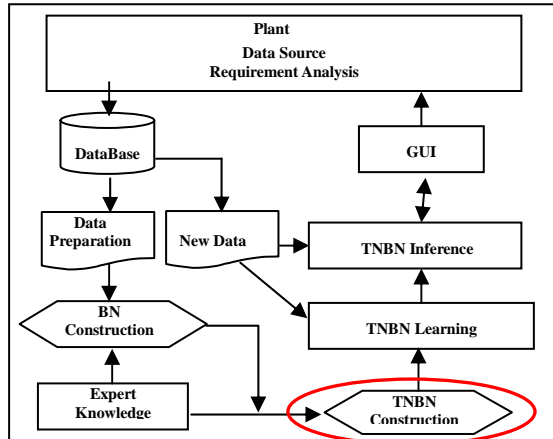 Plant
Data Source
Requirement Analysis
DataBase
GUI
Data
Preparation
New Data
TNBN Inference
BN
Construction
TNBN Learning
Expert
Knowledge
TNBN
Construction